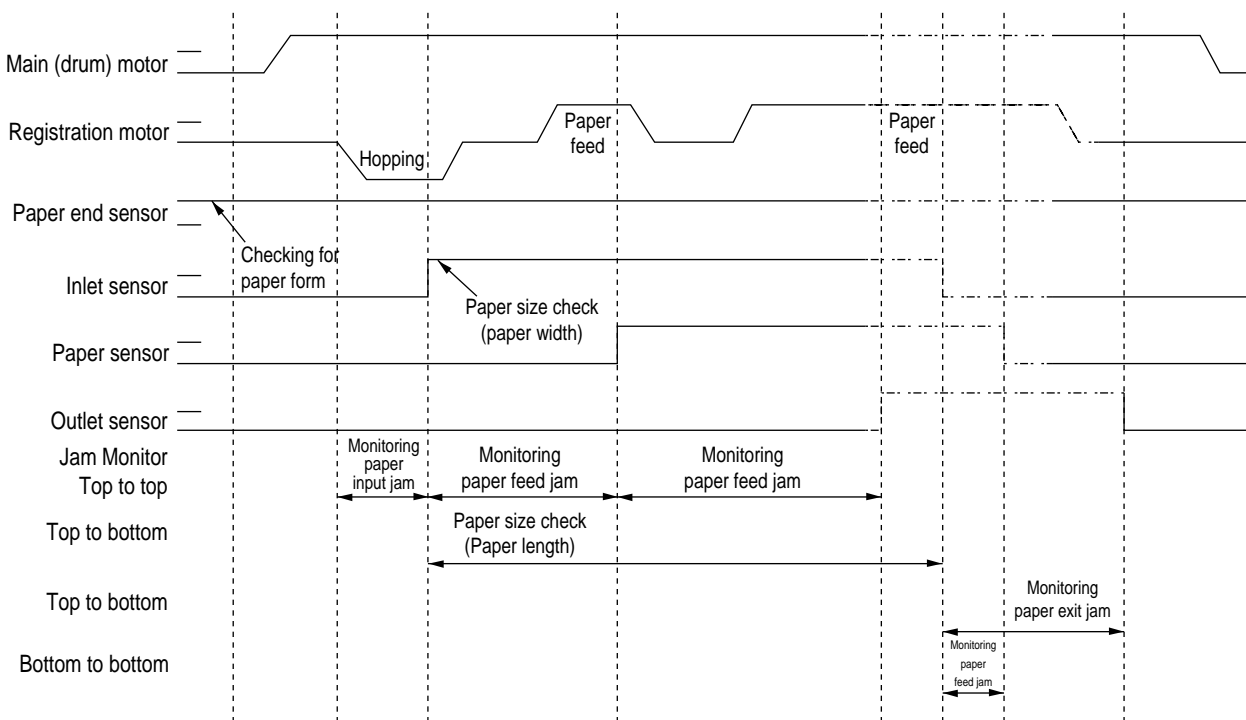 Main (drum) motor
Registration motor
Hopping
Paper
feed
Paper
feed
Paper end sensor
Checking for
paper form
Inlet sensor
Paper size check
(paper width)
Paper sensor
Outlet sensor
Jam Monitor
Top to top
Monitoring
paper
input jam
Monitoring
paper feed jam
Monitoring
paper feed jam
Top to bottom
Paper size check
(Paper length)
Top to bottom
Monitoring
paper exit jam
Bottom to bottom
Monitoring
paper
feed jam